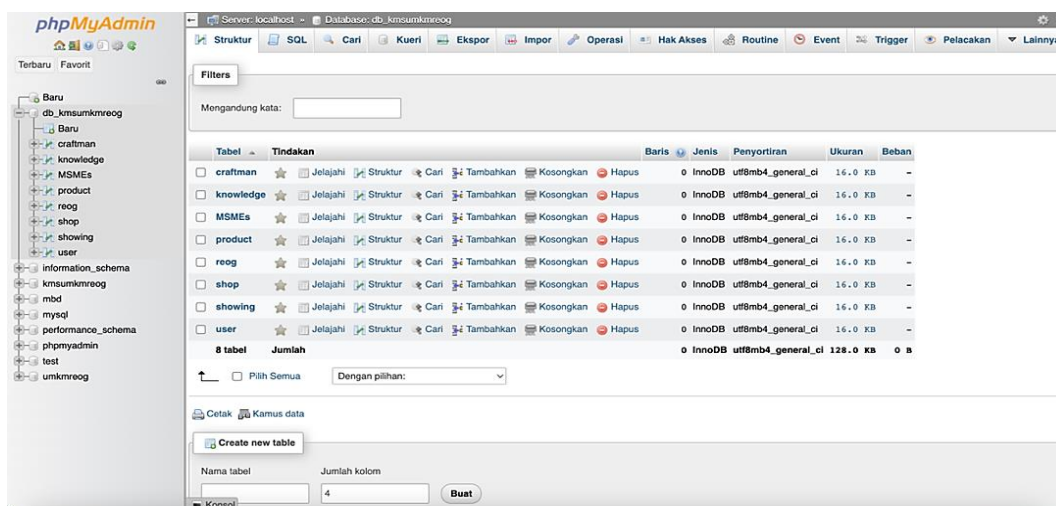 phpMyAdmin
Terbaru Favorit
Baru
db_kmsumkmreog
Baru
craftman
knowledge
MSMEs
product
reog
shop
showing
user
information_schema
kmsumkmreog
mbd
mysql
performance_schema
phpmyadmin
test
umkmreog
Server: localhost » Database: db_kmsumkmreog
Struktur SQL Cari Kueri Ekspor Impor Operasi Hak Akses Routine Event Trigger Pelacakan Lainnya
Filters
Mengandung kata:
Tabel Tindakan Baris Jenis Penyortiran Ukuran Beban
craftman Jelajahi Struktur Cari Tambahkan Kosongkan Hapus 0 InnoDB utf8mb4_general_ci 16.0 KB -
knowledge Jelajahi Struktur Cari Tambahkan Kosongkan Hapus 0 InnoDB utf8mb4_general_ci 16.0 KB -
MSMEs Jelajahi Struktur Cari Tambahkan Kosongkan Hapus 0 InnoDB utf8mb4_general_ci 16.0 KB -
product Jelajahi Struktur Cari Tambahkan Kosongkan Hapus 0 InnoDB utf8mb4_general_ci 16.0 KB -
reog Jelajahi Struktur Cari Tambahkan Kosongkan Hapus 0 InnoDB utf8mb4_general_ci 16.0 KB -
shop Jelajahi Struktur Cari Tambahkan Kosongkan Hapus 0 InnoDB utf8mb4_general_ci 16.0 KB -
showing Jelajahi Struktur Cari Tambahkan Kosongkan Hapus 0 InnoDB utf8mb4_general_ci 16.0 KB -
user Jelajahi Struktur Cari Tambahkan Kosongkan Hapus 0 InnoDB utf8mb4_general_ci 16.0 KB -
8 tabel Jumlah 0 InnoDB utf8mb4_general_ci 128.0 KB 0 B
Pilih Semua Dengan pilihan:
Cetak Kamus data
Create new table
Nama tabel Jumlah kolom
4 Buat
Konsol